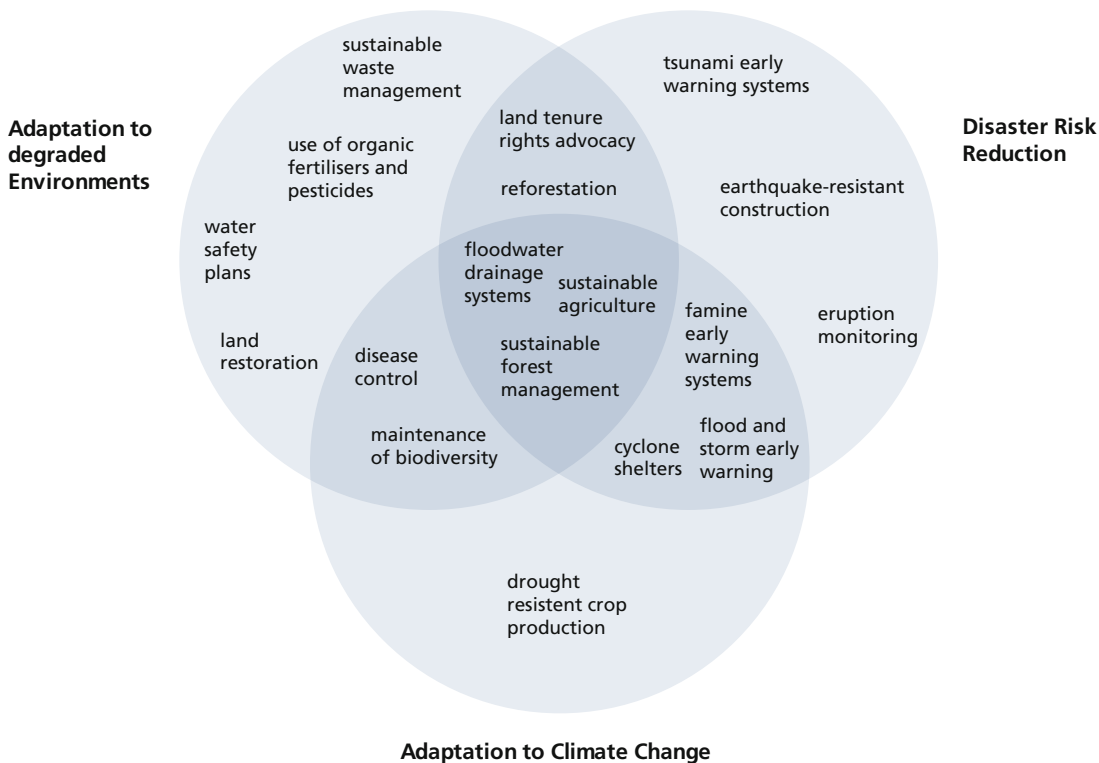 sustainable
waste
management
tsunami early
warning systems
Adaptation to
degraded
Environments
land tenure
rights advocacy
Disaster Risk
Reduction
use of organic
fertilisers and
pesticides
reforestation
earthquake-resistant
construction
water
safety
plans
floodwater
drainage
systems
sustainable
agriculture
famine
early
warning
systems
eruption
monitoring
land
restoration
disease
control
sustainable
forest
management
maintenance
of biodiversity
cyclone
shelters
flood and
storm early
warning
drought
resistent crop
production
Adaptation to Climate Change